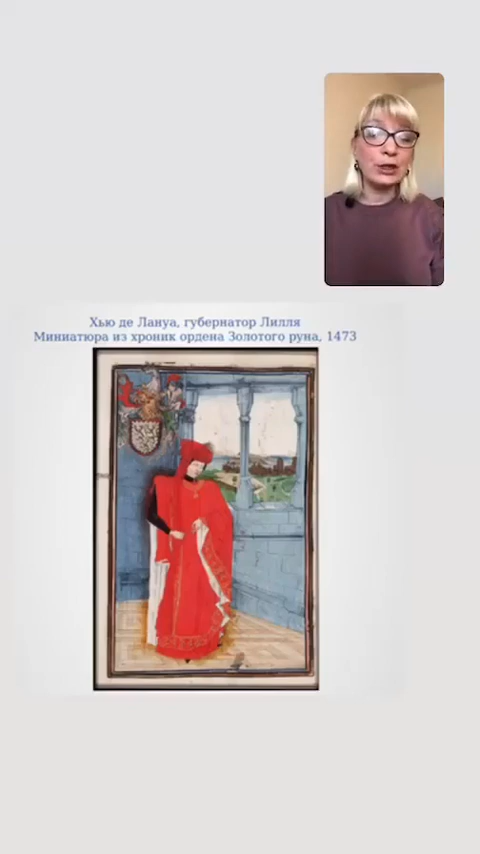 Хью де Лануа, губернатор Лилля
Миниатюра из хроник ордена Золотого руна, 1473